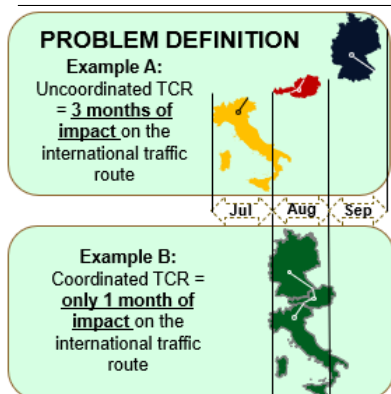 PROBLEM DEFINITION
Example A:
Uncoordinated TCR
= 3 months of
impact on the
international traffic
route
Jul
Aug
Sep
Example B:
Coordinated TCR =
only 1 month of
impact on the
international traffic
route